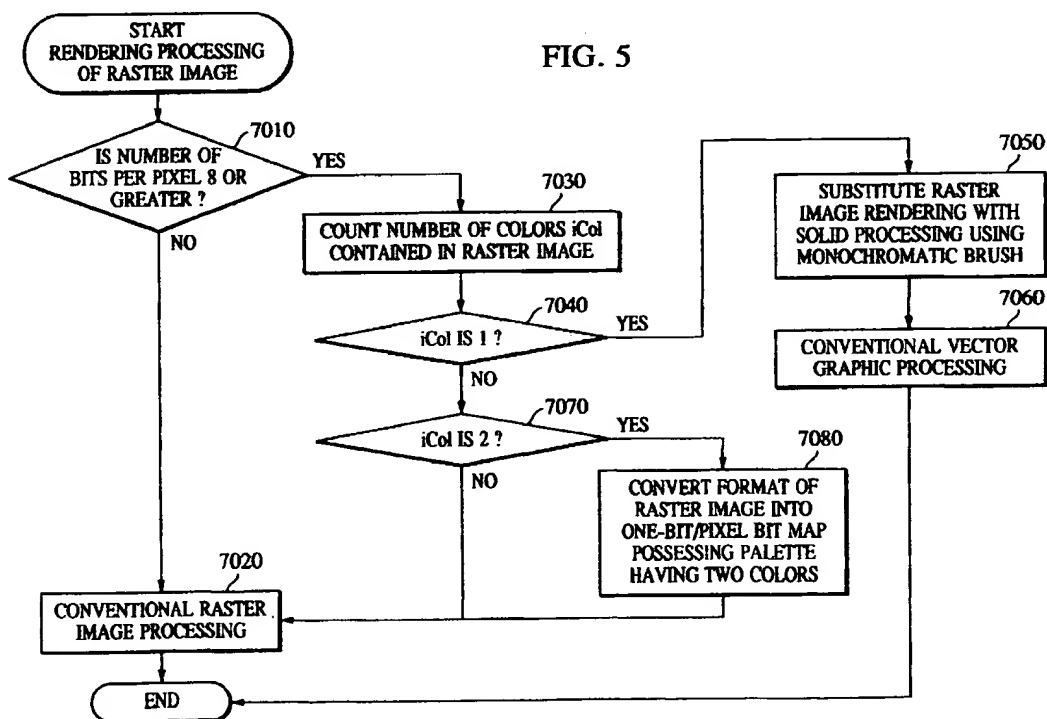 START
RENDERING PROCESSING
OF RASTER IMAGE
FIG. 5
7010
IS NUMBER OF
BITS PER PIXEL 8 OR
GREATER ?
YES
NO
7030
COUNT NUMBER OF COLORS iCol
CONTAINED IN RASTER IMAGE
7040
iCol IS 1 ?
YES
NO
7050
SUBSTITUTE RASTER
IMAGE RENDERING WITH
SOLID PROCESSING USING
MONOCHROMATIC BRUSH
7060
CONVENTIONAL VECTOR
GRAPHIC PROCESSING
7070
iCol IS 2 ?
YES
NO
7080
CONVERT FORMAT OF
RASTER IMAGE INTO
ONE-BIT/PIXEL BIT MAP
POSSESSING PALETTE
HAVING TWO COLORS
7020
CONVENTIONAL RASTER
IMAGE PROCESSING
END